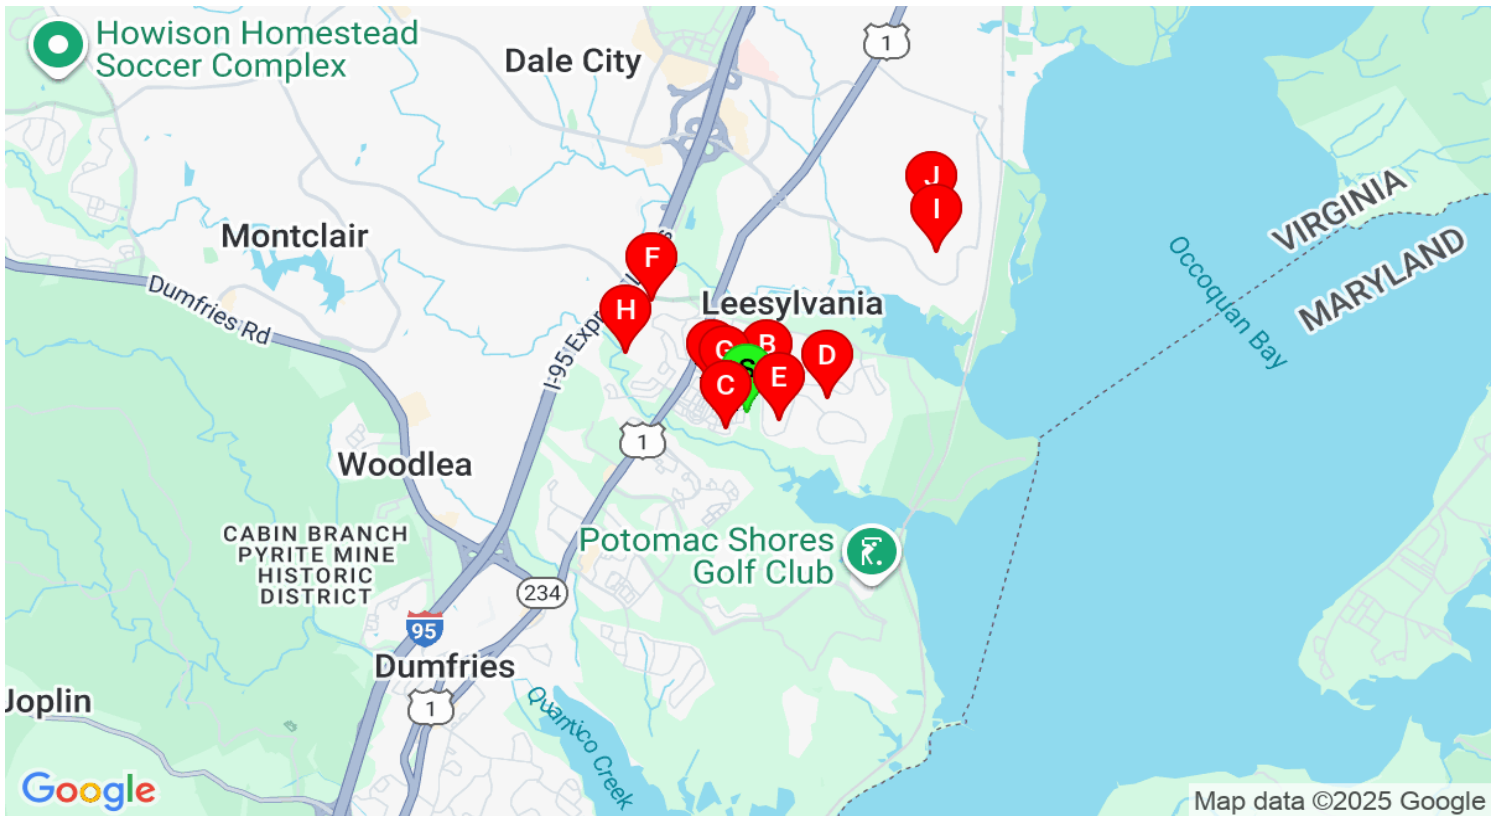 Howison Homestead
Soccer Complex
Dale City
1
J
I
VIRGINIA
MARYLAND
Montclair
F
Occoquan Bay
Dumfries Rd
H
Leesylvania
I-95 Expr
G
B
D
S
C
E
1
Woodlea
CABIN BRANCH
PYRITE MINE
HISTORIC
DISTRICT
Potomac Shores
Golf Club
234
95
Dumfries
Joplin
1
Quantico Creek
Google
Map data ©2025 Google